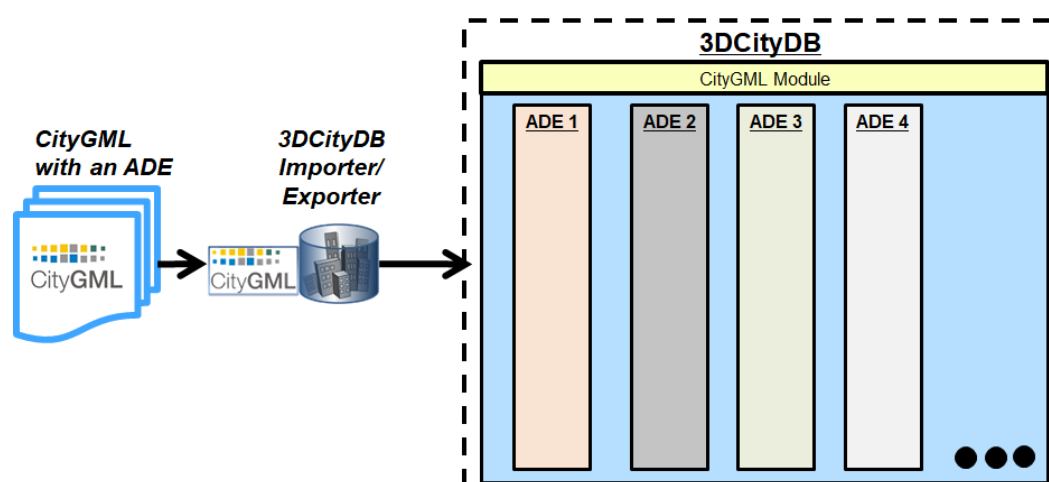 CityGML
with an ADE
CityGML
3DCityDB
Importer/
Exporter
CityGML
3DCityDB
CityGML Module
ADE 1
ADE 2
ADE 3
ADE 4